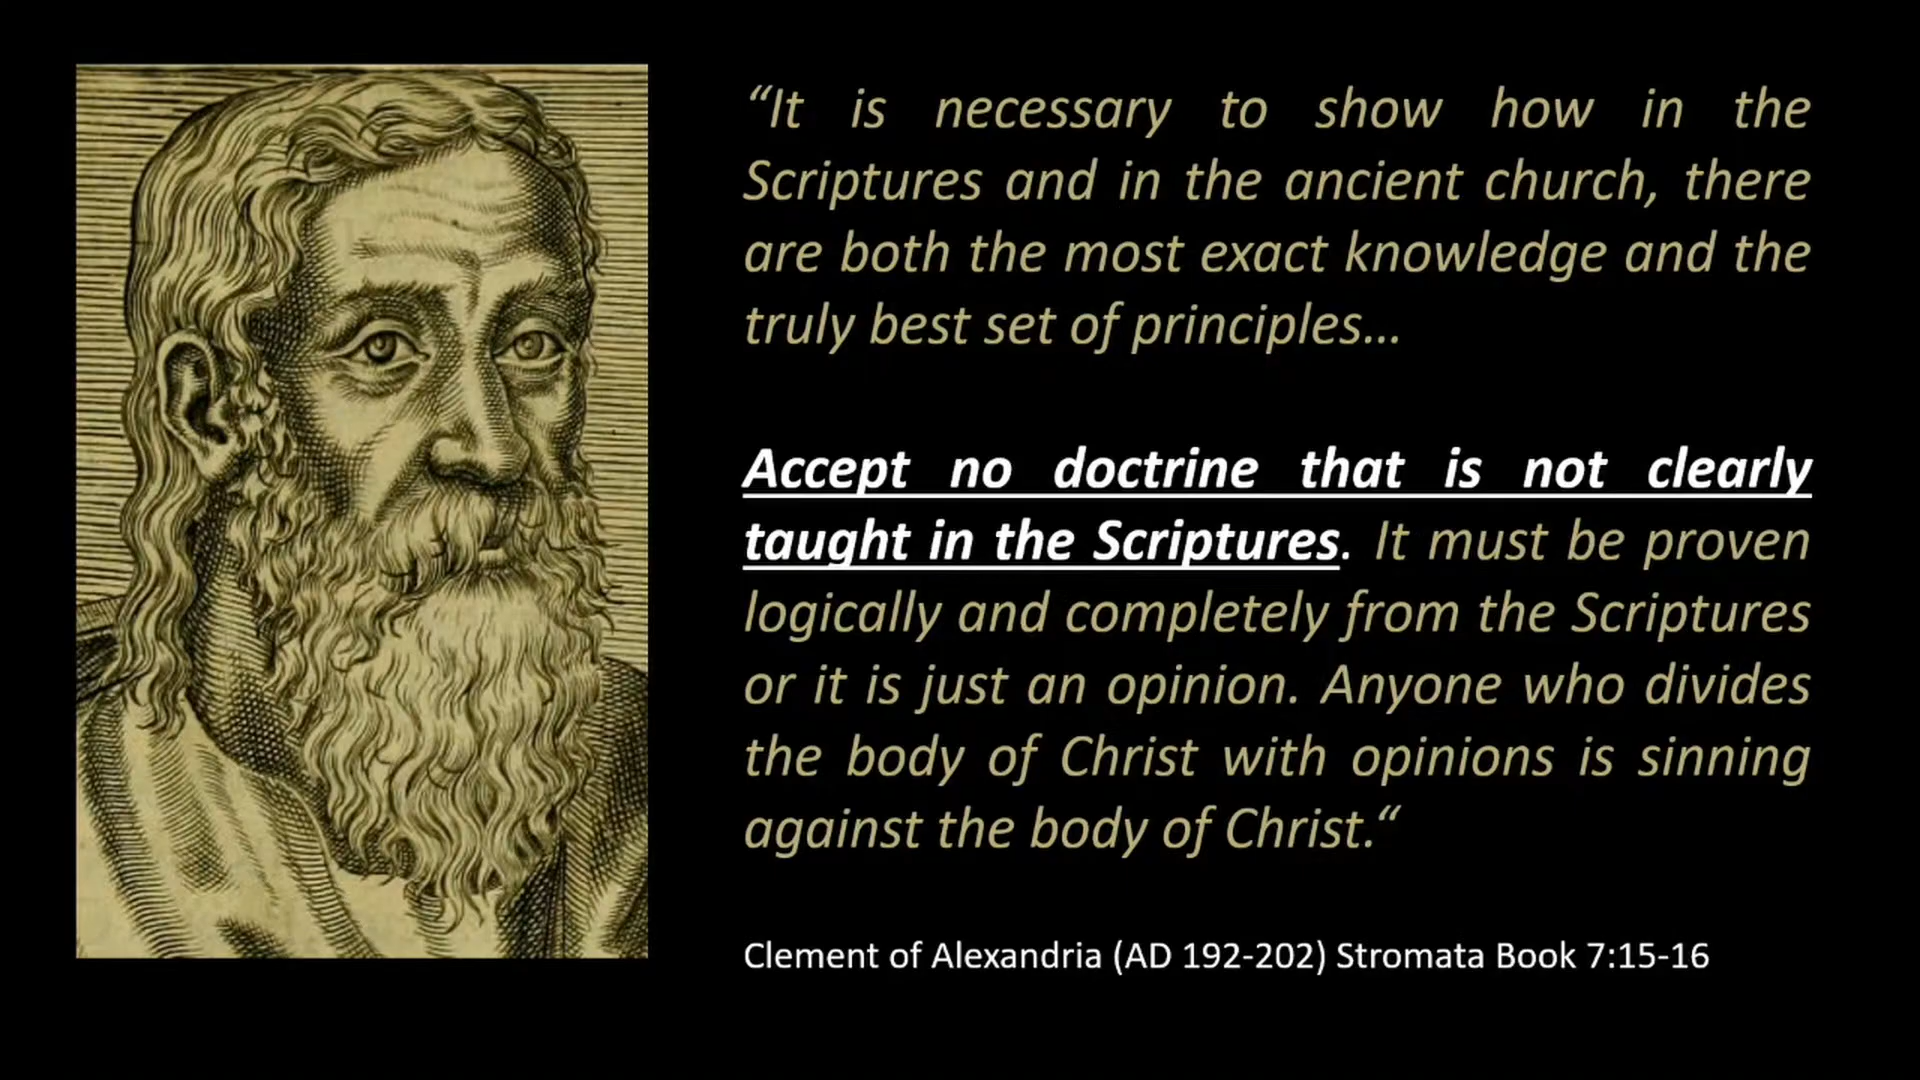 “It is necessary to show how in the
Scriptures and in the ancient church, there
are both the most exact knowledge and the
truly best set of principles...
Accept no doctrine that is not clearly
taught in the Scriptures. It must be proven
logically and completely from the Scriptures
or it is just an opinion. Anyone who divides
the body of Christ with opinions is sinning
against the body of Christ.“
Clement of Alexandria (AD 192-202) Stromata Book 7:15-16